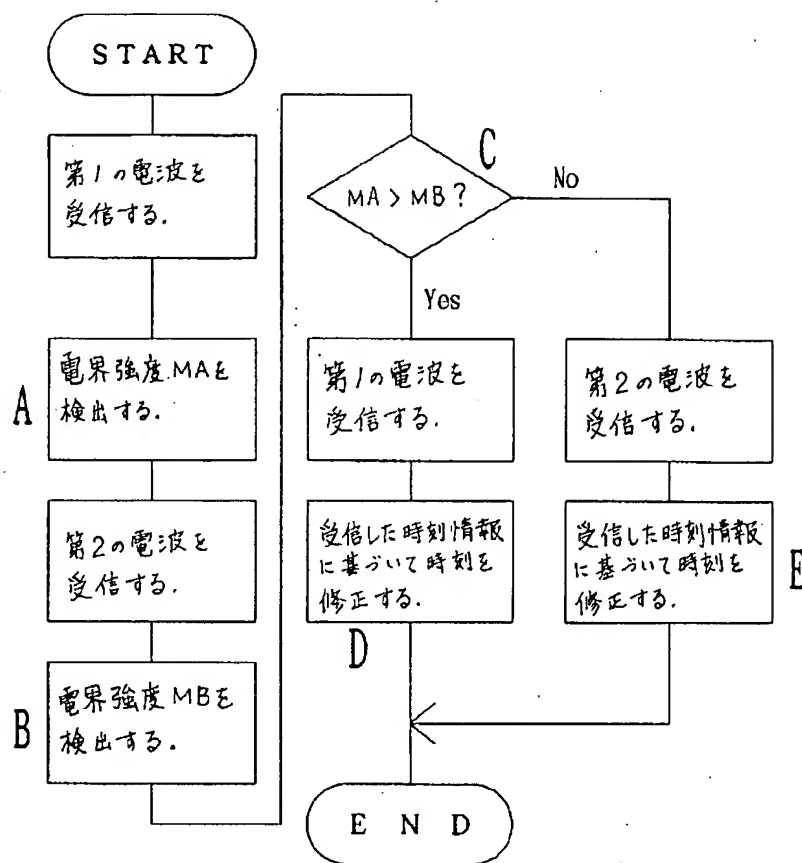 START
第1の電波を
受信する.
A
電界強度MAを
検出する.
第2の電波を
受信する.
B
電界強度MBを
検出する.
C
MA>MB?
No
Yes
第1の電波を
受信する.
受信した時刻情報
に基づいて時刻を
修正する.
D
第2の電波を
受信する.
受信した時刻情報
に基づいて時刻を
修正する.
E
END